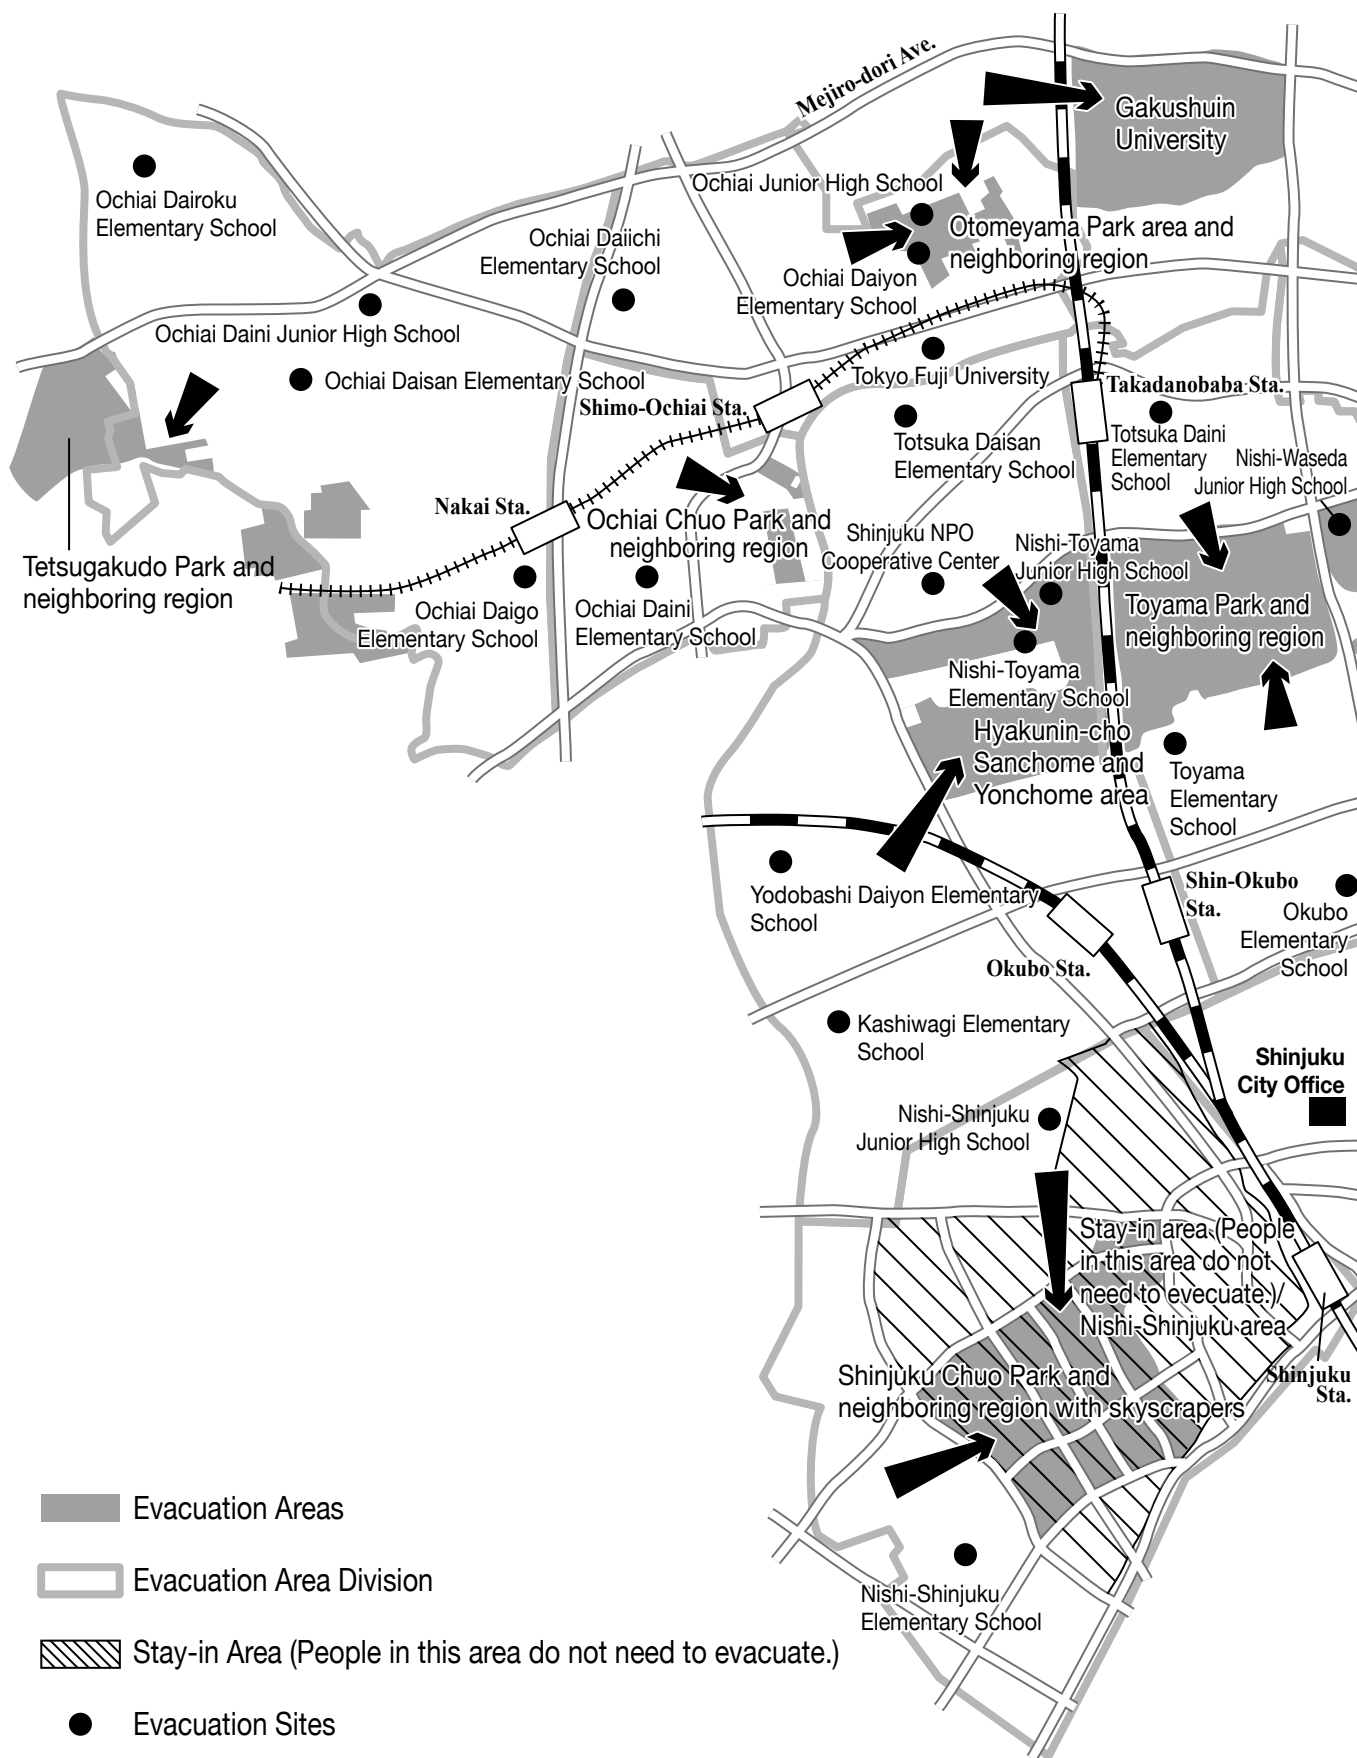 Mejiro-dori Ave.
Gakushuin
University
Ochiai Dairoku
Elementary School
Ochiai Junior High School
Ochiai Daiichi
Elementary School
Otomeyama Park area and
neighboring region
Ochiai Daiyon
Elementary School
Ochiai Daini Junior High School
Ochiai Daisan Elementary School
Tokyo Fuji University
Shimo-Ochiai Sta.
Takadanobaba Sta.
Totsuka Daisan
Elementary School
Totsuka Daini
Elementary
School
Nishi-Waseda
Junior High School
Nakai Sta.
Ochiai Chuo Park and
neighboring region
Shinjuku NPO
Cooperative Center
Nishi-Toyama
Junior High School
Tetsugakudo Park and
neighboring region
Ochiai Daigo
Elementary School
Ochiai Daini
Elementary School
Toyama Park and
neighboring region
Nishi-Toyama
Elementary School
Hyakunin-cho
Sanchome and
Yonchome area
Toyama
Elementary
School
Yodobashi Daiyon Elementary
School
Shin-Okubo
Sta.
Okubo
Elementary
School
Okubo Sta.
Kashiwagi Elementary
School
Shinjuku
City Office
Nishi-Shinjuku
Junior High School
Stay-in area (People
in this area do not
need to evecuate.)/
Nishi-Shinjuku area
Shinjuku
Sta.
Shinjuku Chuo Park and
neighboring region with skyscrapers
Nishi-Shinjuku
Elementary School
Evacuation Areas
Evacuation Area Division
Stay-in Area (People in this area do not need to evacuate.)
Evacuation Sites